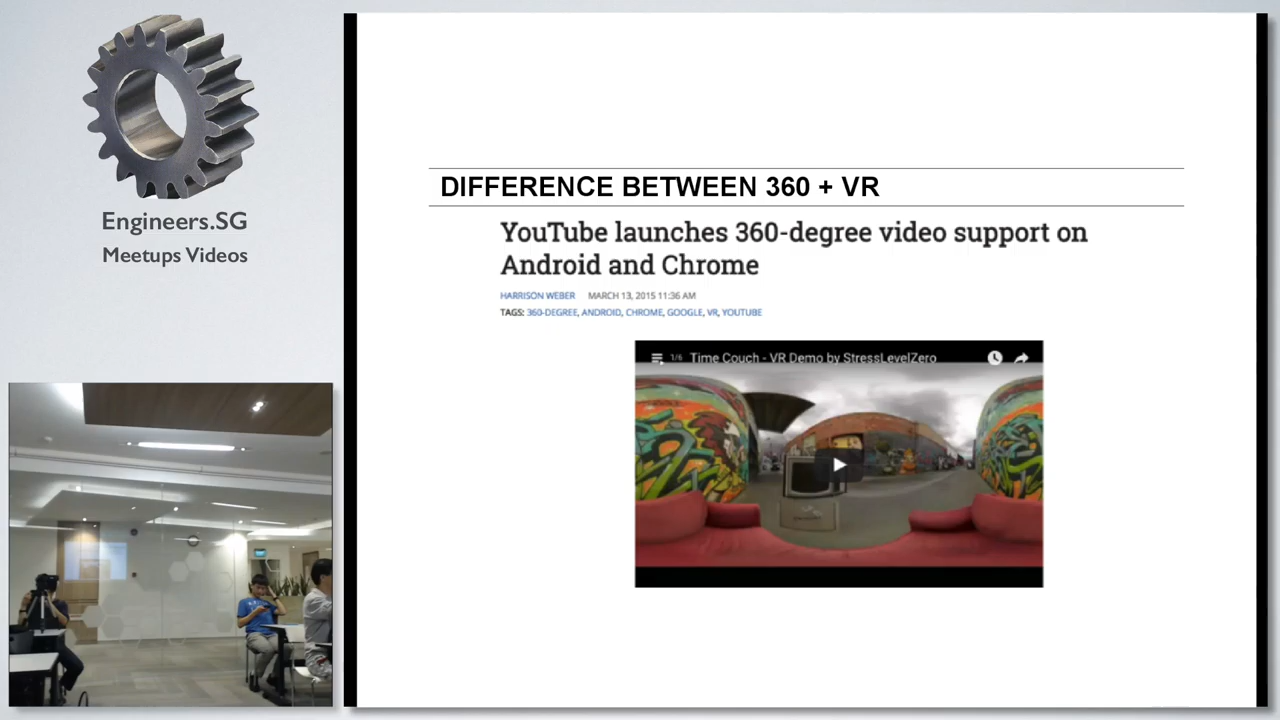 Engineers.SG
Meetups Videos
DIFFERENCE BETWEEN 360 + VR
YouTube launches 360-degree video support on
Android and Chrome
HARRISON WEBER MARCH 13, 2015 11:36 AM
TAGS: 360-DEGREE, ANDROID, CHROME, GOOGLE, VR, YOUTUBE
1/6 Time Couch - VR Demo by StressLevelZero